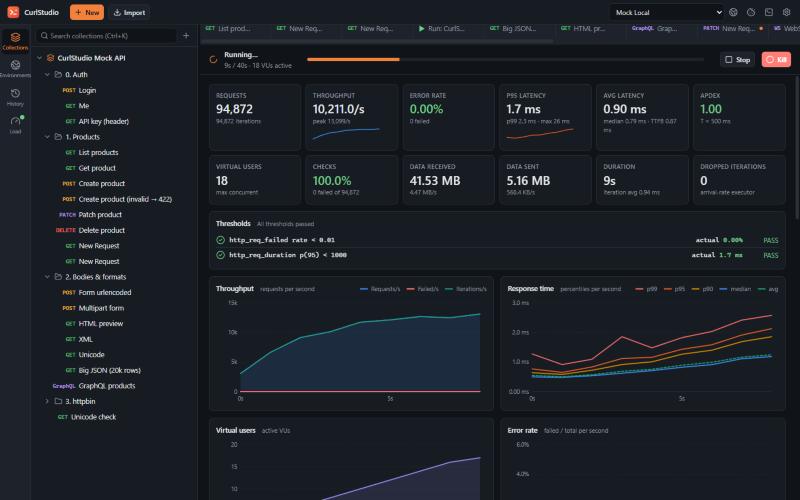 CurlStudio
+ New
Import
Mock Local
Collections
Environments
History
Load
Search collections (Ctrl+K)
CurlStudio Mock API
0. Auth
POST Login
GET Me
GET API key (header)
1. Products
GET List products
GET Get product
POST Create product
POST Create product (invalid → 422)
PATCH Patch product
DELETE Delete product
GET New Request
GET New Request
2. Bodies & formats
POST Form urlencoded
POST Multipart form
GET HTML preview
GET XML
GET Unicode
GET Big JSON (20k rows)
GraphQL GraphQL products
3. httpbin
GET Unicode check
GET List prod...
GET New Req...
GET New Req...
Run: CurlS...
GET Big JSON...
GET HTML pr...
GraphQL Grap...
PATCH New Req...
WS WebS
Running...
9s / 40s · 18 VUs active
Stop
Kill
REQUESTS
94,872
94,872 iterations
THROUGHPUT
10,211.0/s
peak 13,099/s
ERROR RATE
0.00%
0 failed
P95 LATENCY
1.7 ms
p99 2.3 ms · max 26 ms
AVG LATENCY
0.90 ms
median 0.79 ms · TTFB 0.87 ms
APDEX
1.00
T = 500 ms
VIRTUAL USERS
18
max concurrent
CHECKS
100.0%
0 failed of 94,872
DATA RECEIVED
41.53 MB
4.47 MB/s
DATA SENT
5.16 MB
568.4 KB/s
DURATION
9s
iteration avg 0.94 ms
DROPPED ITERATIONS
0
arrival-rate executor
Thresholds All thresholds passed
http_req_failed rate < 0.01 actual 0.00% PASS
http_req_duration p(95) < 1000 actual 1.7 ms PASS
Throughput requests per second
Requests/s Failed/s Iterations/s
15k
10k
5k
0
0s 5s
Response time percentiles per second
p99 p95 p90 median avg
3.0 ms
2.0 ms
1.0 ms
0.00 ms
0s 5s
Virtual users active VUs
20
15
10
Error rate failed / total per second
6.0%
4.0%